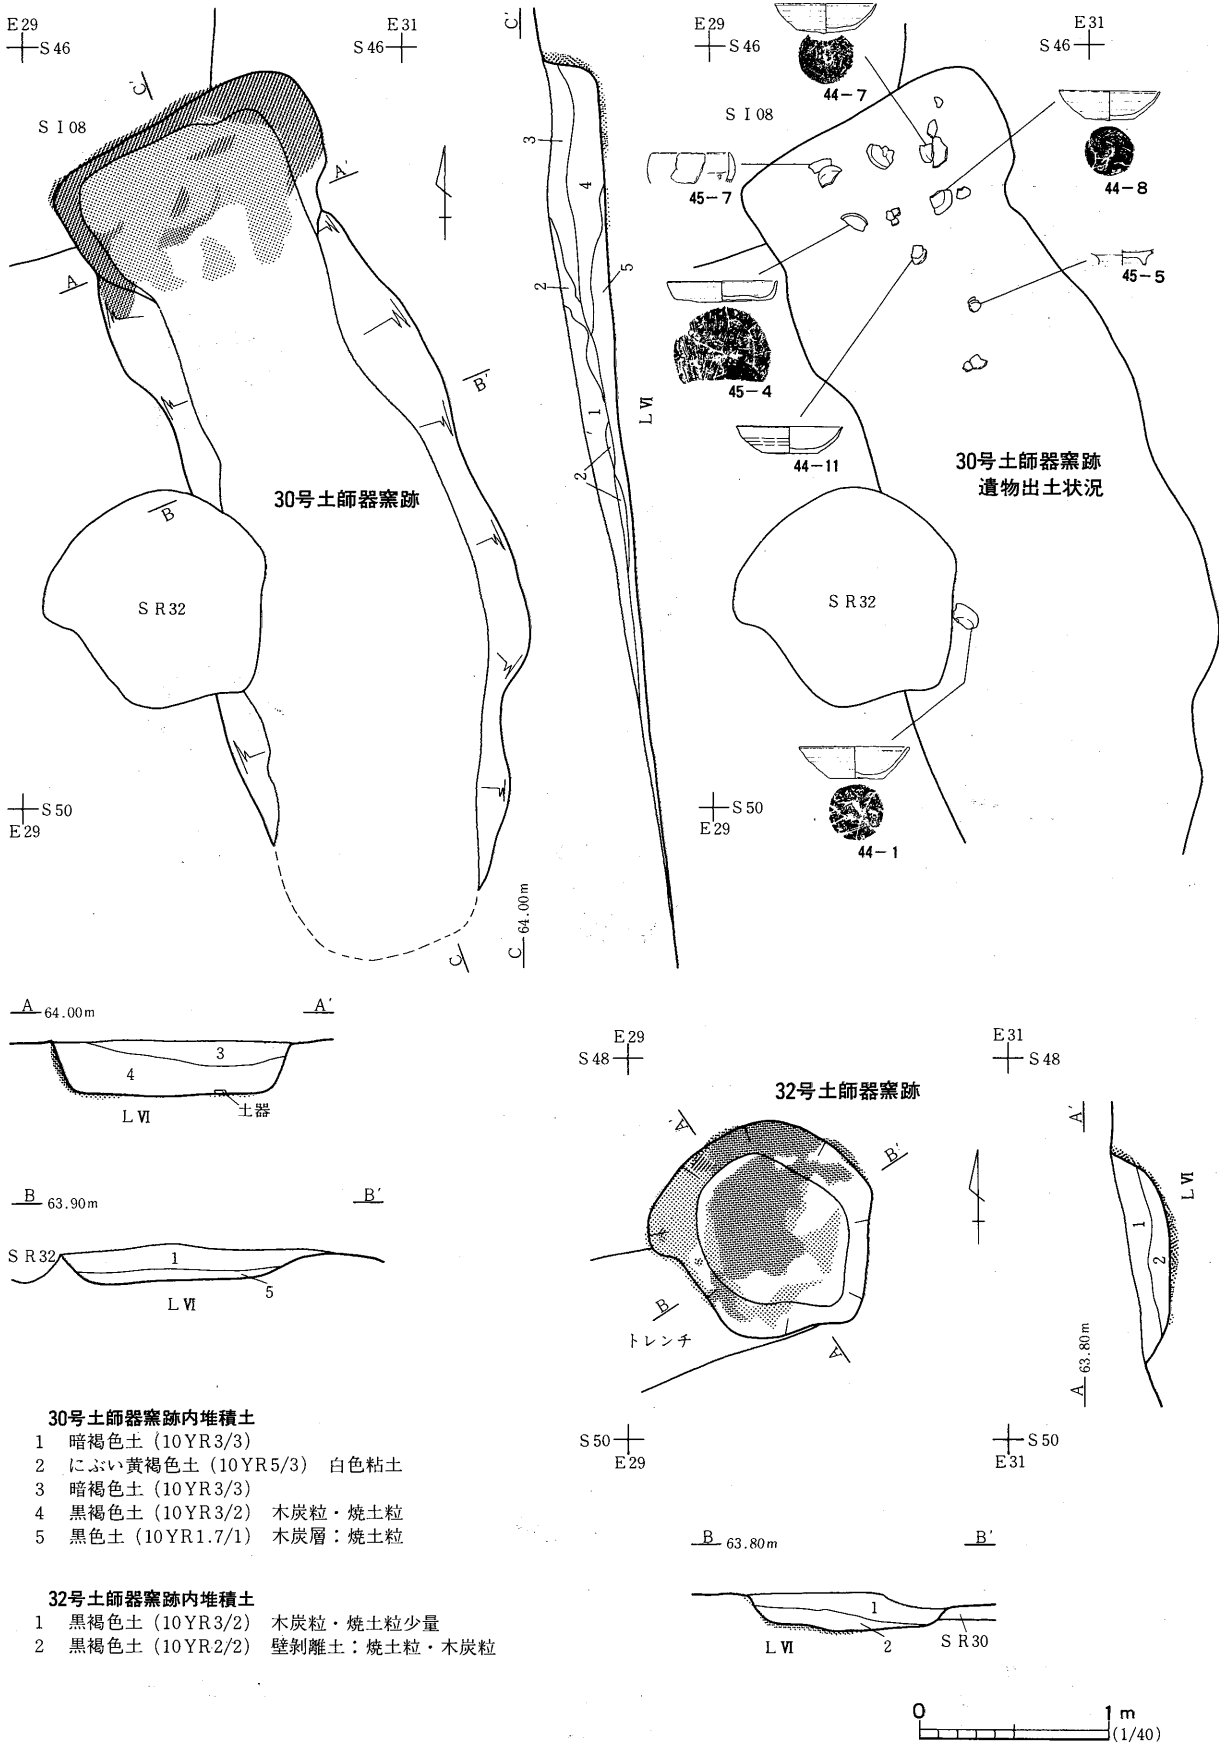 E29
S46
E31
S46
C'
S I 08
A'
A
B'
30号土師器窯跡
B
S R32
S50
E29
C
C'
3
4
2
5
1
L Ⅵ
2
C 64.00m
E29
S46
E31
S46
44-7
S I 08
44-8
45-7
45-5
45-4
44-11
30号土師器窯跡
遺物出土状況
S R32
S50
E29
44-1
A 64.00m
A'
3
4
土器
L Ⅵ
B 63.90m
B'
S R32
1
5
L Ⅵ
E29
S48
E31
S48
32号土師器窯跡
A'
B'
B
トレンチ
A
S50
E29
S50
E31
A'
L Ⅵ
1
2
A 63.80m
30号土師器窯跡内堆積土
1 暗褐色土 (10YR3/3)
2 にぶい黄褐色土 (10YR5/3) 白色粘土
3 暗褐色土 (10YR3/3)
4 黒褐色土 (10YR3/2) 木炭粒・焼土粒
5 黒色土 (10YR1.7/1) 木炭層：焼土粒
32号土師器窯跡内堆積土
1 黒褐色土 (10YR3/2) 木炭粒・焼土粒少量
2 黒褐色土 (10YR2/2) 壁剝離土：焼土粒・木炭粒
B 63.80m
B'
1
2
S R30
L Ⅵ
0 1 m
(1/40)